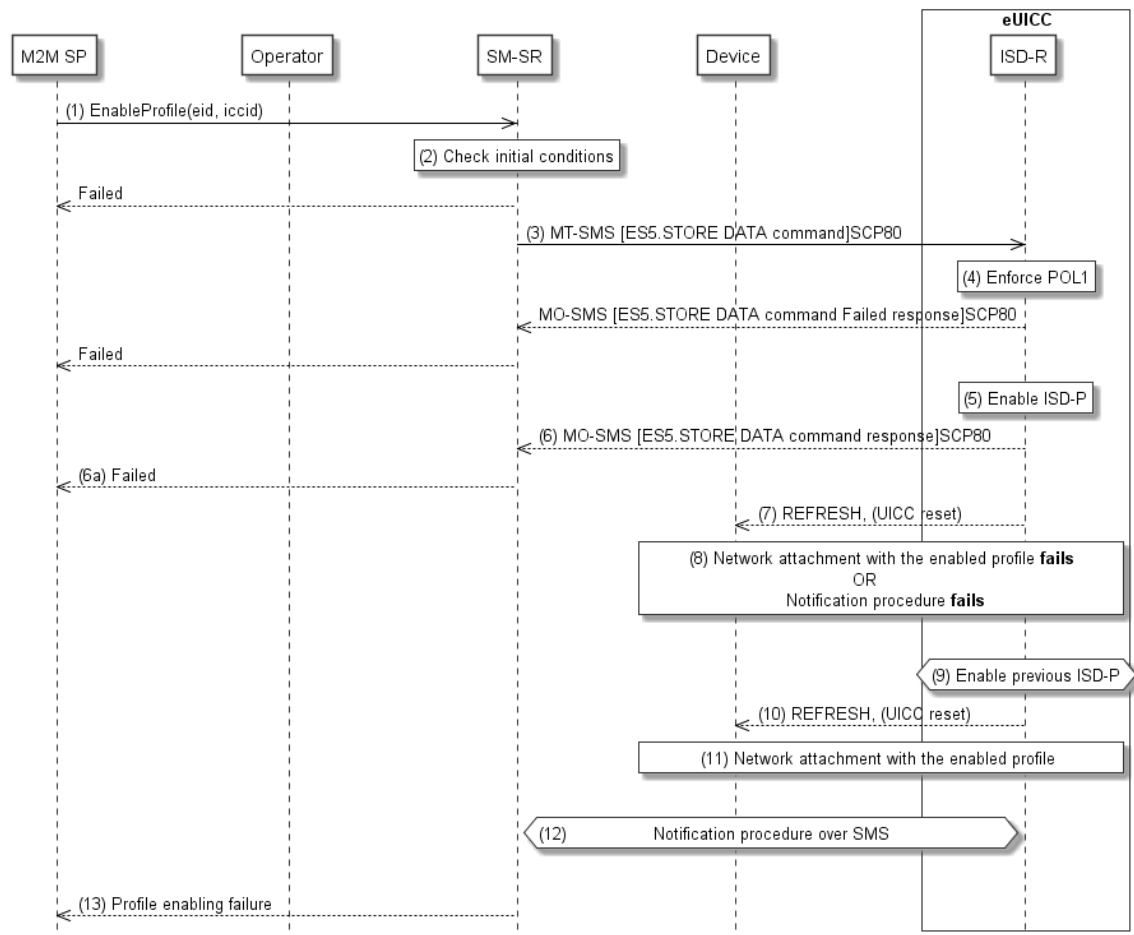 eUICC
M2M SP
Operator
SM-SR
Device
ISD-R
(1) EnableProfile(eid, iccid)
(2) Check initial conditions
Failed
(3) MT-SMS [ES5.STORE DATA command]SCP80
(4) Enforce POL1
MO-SMS [ES5.STORE DATA command Failed response]SCP80
Failed
(5) Enable ISD-P
(6) MO-SMS [ES5.STORE DATA command response]SCP80
(6a) Failed
(7) REFRESH, (UICC reset)
(8) Network attachment with the enabled profile fails
OR
Notification procedure fails
(9) Enable previous ISD-P
(10) REFRESH, (UICC reset)
(11) Network attachment with the enabled profile
(12) Notification procedure over SMS
(13) Profile enabling failure